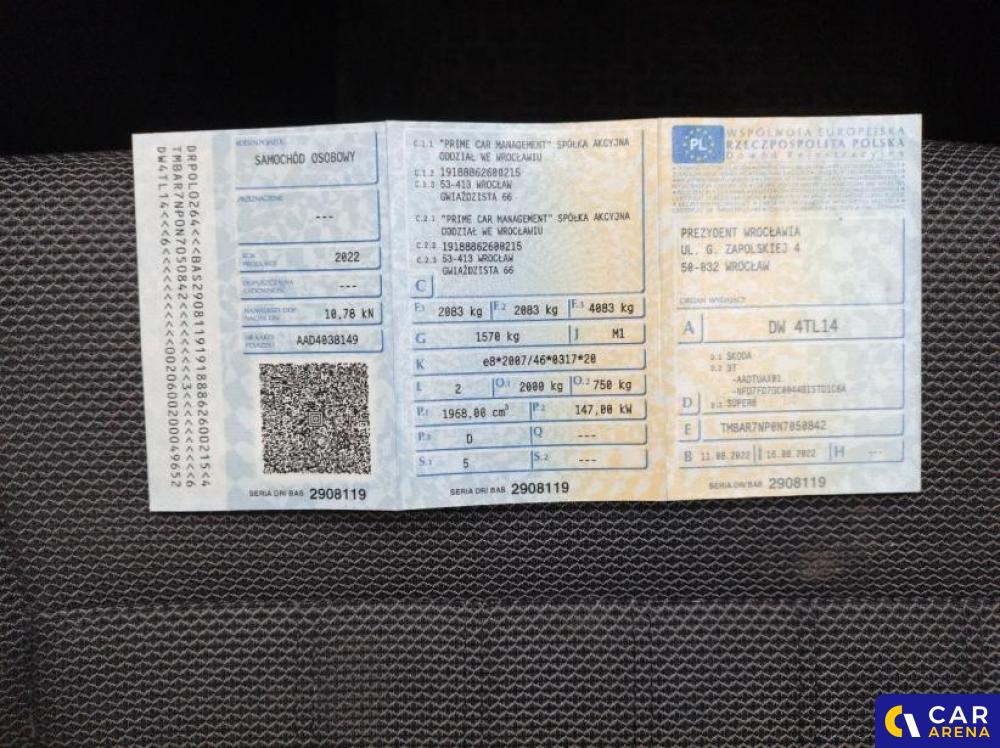 DRPOL0264<<BAS290811919188862600215<4
TMBAR7NP0N7050842<<<<<<<<3<<<<<<<<<6
DW4TL14<<<6<<<<<<<<<<0020600200049652
RODZAJ POJAZDU
SAMOCHÓD OSOBOWY
PRZEZNACZENIE
---
ROK PRODUKCJI
2022
DOPUSZCZALNA ŁADOWNOŚĆ
---
NAJWIĘKSZY DOP. NACISK OSI
10,78 kN
NR KARTY POJAZDU
AAD4038149
SERIA DR/BAS 2908119
C.1.1 "PRIME CAR MANAGEMENT" SPÓŁKA AKCYJNA
ODDZIAŁ WE WROCŁAWIU
C.1.2 19188862600215
C.1.3 53-413 WROCŁAW
GWIAŹDZISTA 66
C.2.1 "PRIME CAR MANAGEMENT" SPÓŁKA AKCYJNA
ODDZIAŁ WE WROCŁAWIU
C.2.2 19188862600215
C.2.3 53-413 WROCŁAW
GWIAŹDZISTA 66
C
F.1 2083 kg F.2 2083 kg F.3 4083 kg
G 1570 kg J M1
K e8*2007/46*0317*20
L 2 O.1 2000 kg O.2 750 kg
P.1 1968,00 cm³ P.2 147,00 kW
P.3 D Q ---
S.1 5 S.2 ---
SERIA DR/BAS 2908119
PL
WSPÓLNOTA EUROPEJSKA
RZECZPOSPOLITA POLSKA
Dowód Rejestracyjny
PREZYDENT WROCŁAWIA
UL. G. ZAPOLSKIEJ 4
50-032 WROCŁAW
ORGAN WYDAJĄCY
A DW 4TL14
D.1 SKODA
D.2 3T
-AADTUAX01
D
D.3 SUPERB
E TMBAR7NP0N7050842
B 11.08.2022 I 16.08.2022 H ---
SERIA DR/BAS 2908119
CAR
ARENA